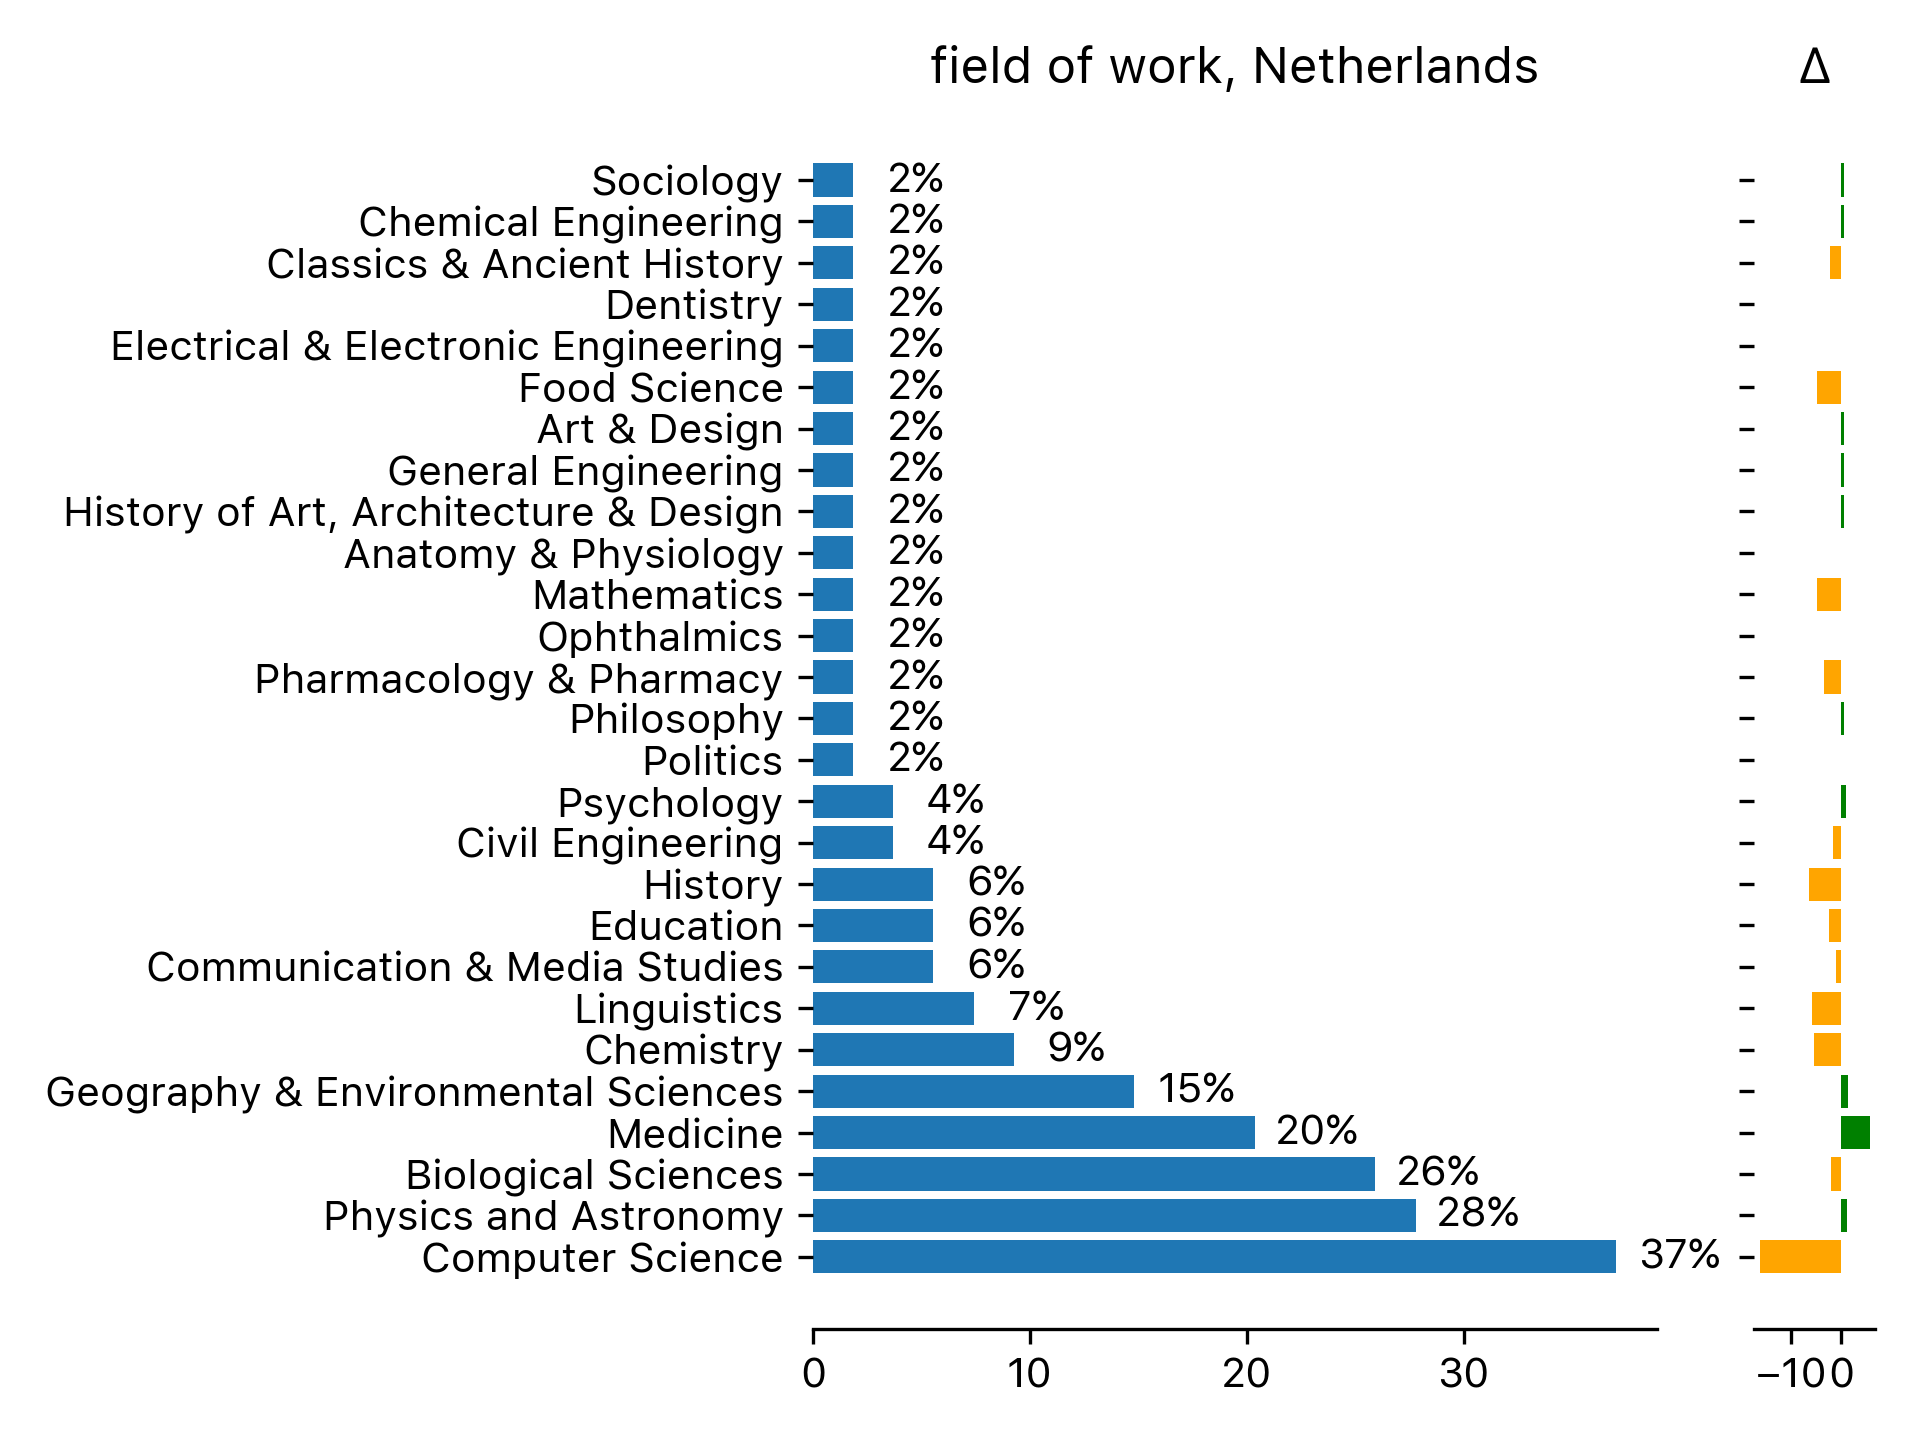 field of work, Netherlands Δ
Sociology 2%
Chemical Engineering 2%
Classics & Ancient History 2%
Dentistry 2%
Electrical & Electronic Engineering 2%
Food Science 2%
Art & Design 2%
General Engineering 2%
History of Art, Architecture & Design 2%
Anatomy & Physiology 2%
Mathematics 2%
Ophthalmics 2%
Pharmacology & Pharmacy 2%
Philosophy 2%
Politics 2%
Psychology 4%
Civil Engineering 4%
History 6%
Education 6%
Communication & Media Studies 6%
Linguistics 7%
Chemistry 9%
Geography & Environmental Sciences 15%
Medicine 20%
Biological Sciences 26%
Physics and Astronomy 28%
Computer Science 37%
0 10 20 30 −10 0